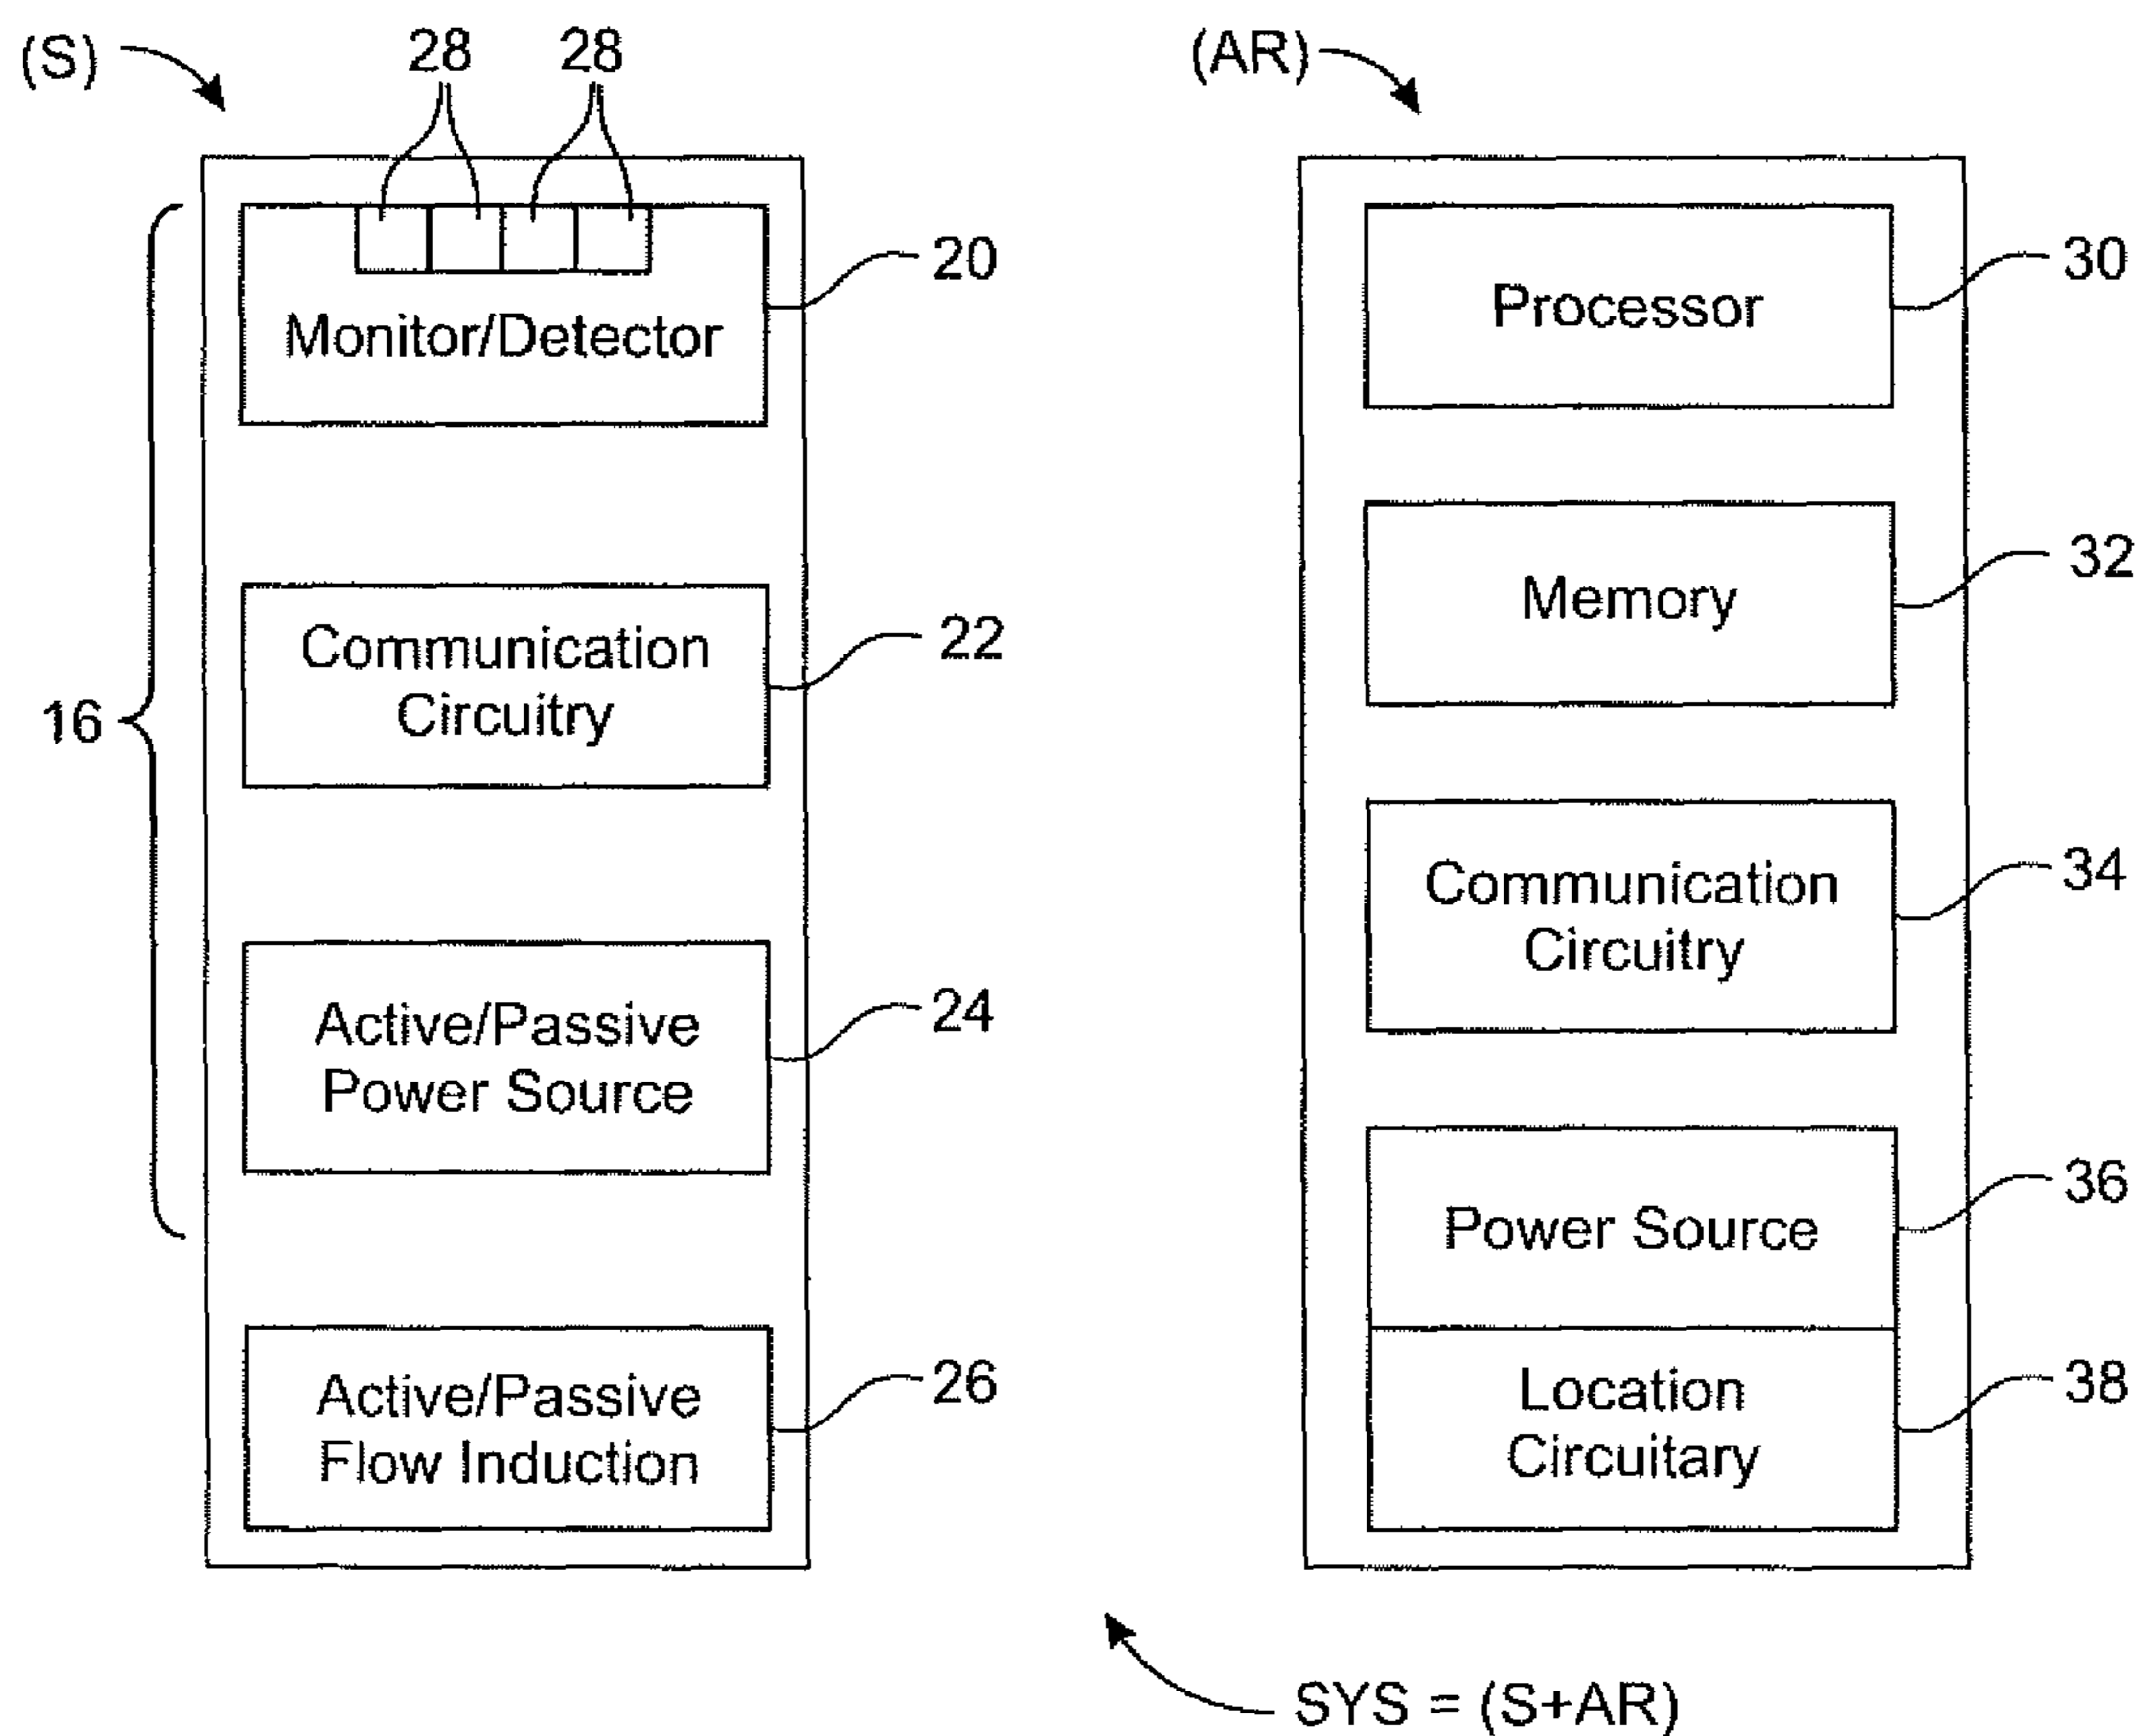 (S)
28 28
20
Monitor/Detector
22
Communication
Circuitry
16
24
Active/Passive
Power Source
26
Active/Passive
Flow Induction
(AR)
30
Processor
32
Memory
34
Communication
Circuitry
36
Power Source
38
Location
Circuitary
SYS = (S+AR)